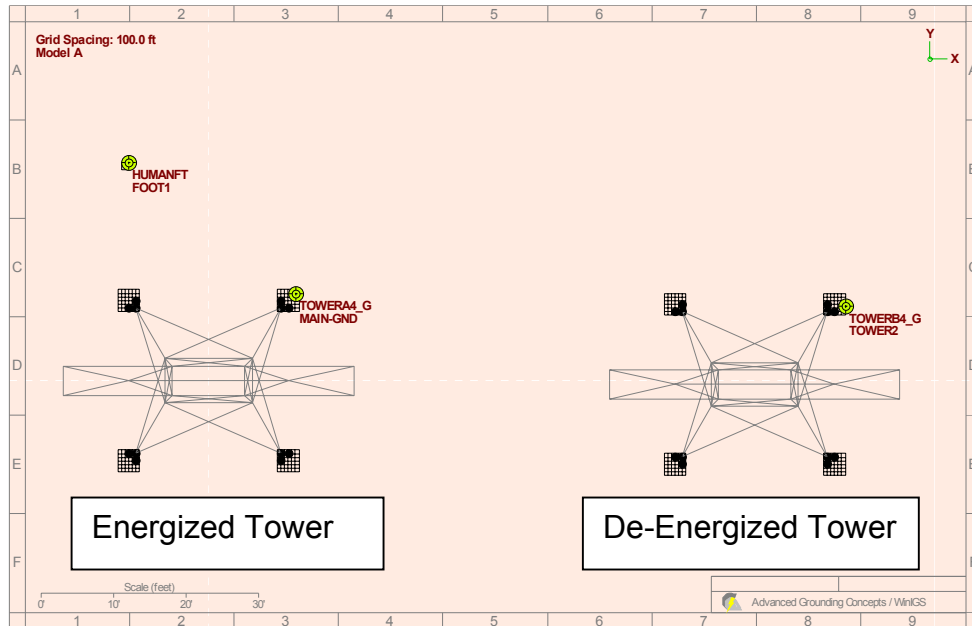 1 2 3 4 5 6 7 8 9
Grid Spacing: 100.0 ft
Model A
Y
X
A
A
B
B
HUMANFT
FOOT1
C
C
TOWERA4_G
MAIN-GND
TOWERB4_G
TOWER2
D
D
E
E
Energized Tower
De-Energized Tower
F
F
Scale (feet)
0' 10' 20' 30'
Advanced Grounding Concepts / WinIGS
1 2 3 4 5 6 7 8 9